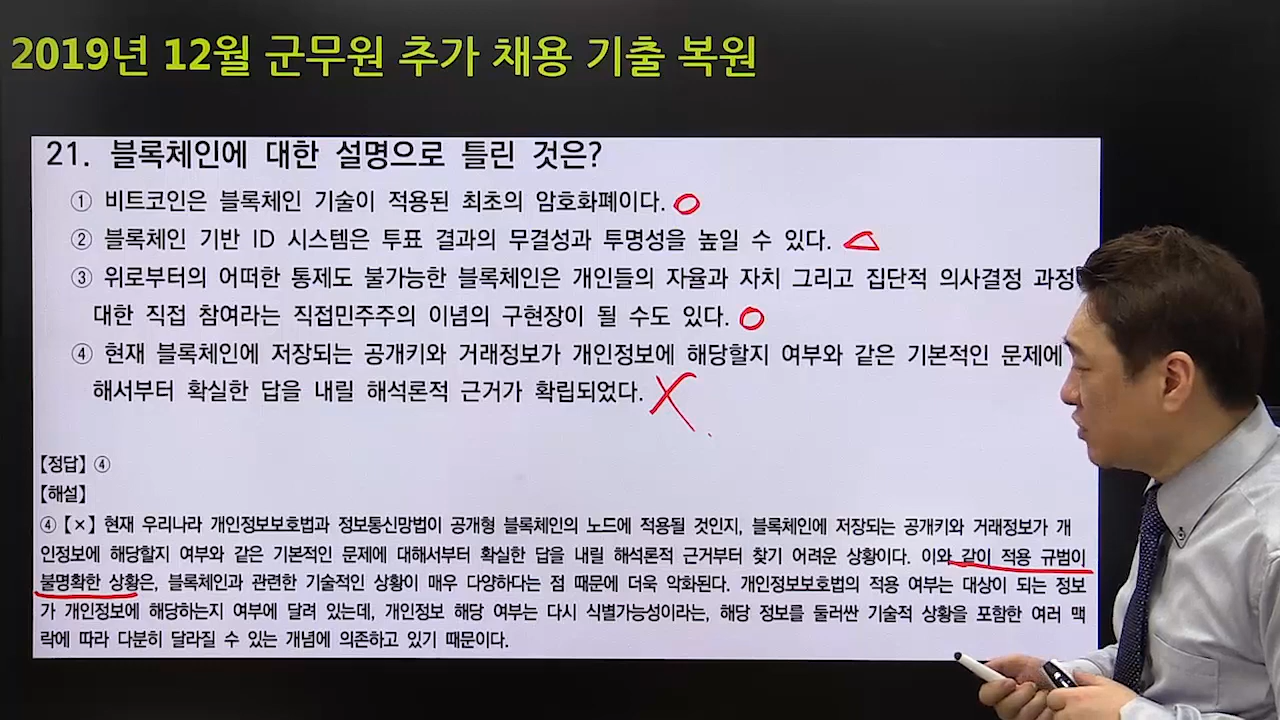 2019년 12월 군무원 추가 채용 기출 복원
21. 블록체인에 대한 설명으로 틀린 것은?
① 비트코인은 블록체인 기술이 적용된 최초의 암호화폐이다.
② 블록체인 기반 ID 시스템은 투표 결과의 무결성과 투명성을 높일 수 있다.
③ 위로부터의 어떠한 통제도 불가능한 블록체인은 개인들의 자율과 자치 그리고 집단적 의사결정 과정
대한 직접 참여라는 직접민주주의 이념의 구현장이 될 수도 있다.
④ 현재 블록체인에 저장되는 공개키와 거래정보가 개인정보에 해당할지 여부와 같은 기본적인 문제에
해서부터 확실한 답을 내릴 해석론적 근거가 확립되었다.
【정답】 ④
【해설】
④【×】현재 우리나라 개인정보보호법과 정보통신망법이 공개형 블록체인의 노드에 적용될 것인지, 블록체인에 저장되는 공개키와 거래정보가 개
인정보에 해당할지 여부와 같은 기본적인 문제에 대해서부터 확실한 답을 내릴 해석론적 근거부터 찾기 어려운 상황이다. 이와 같이 적용 규범이
불명확한 상황은, 블록체인과 관련한 기술적인 상황이 매우 다양하다는 점 때문에 더욱 악화된다. 개인정보보호법의 적용 여부는 대상이 되는 정보
가 개인정보에 해당하는지 여부에 달려 있는데, 개인정보 해당 여부는 다시 식별가능성이라는, 해당 정보를 둘러싼 기술적 상황을 포함한 여러 맥
락에 따라 다분히 달라질 수 있는 개념에 의존하고 있기 때문이다.